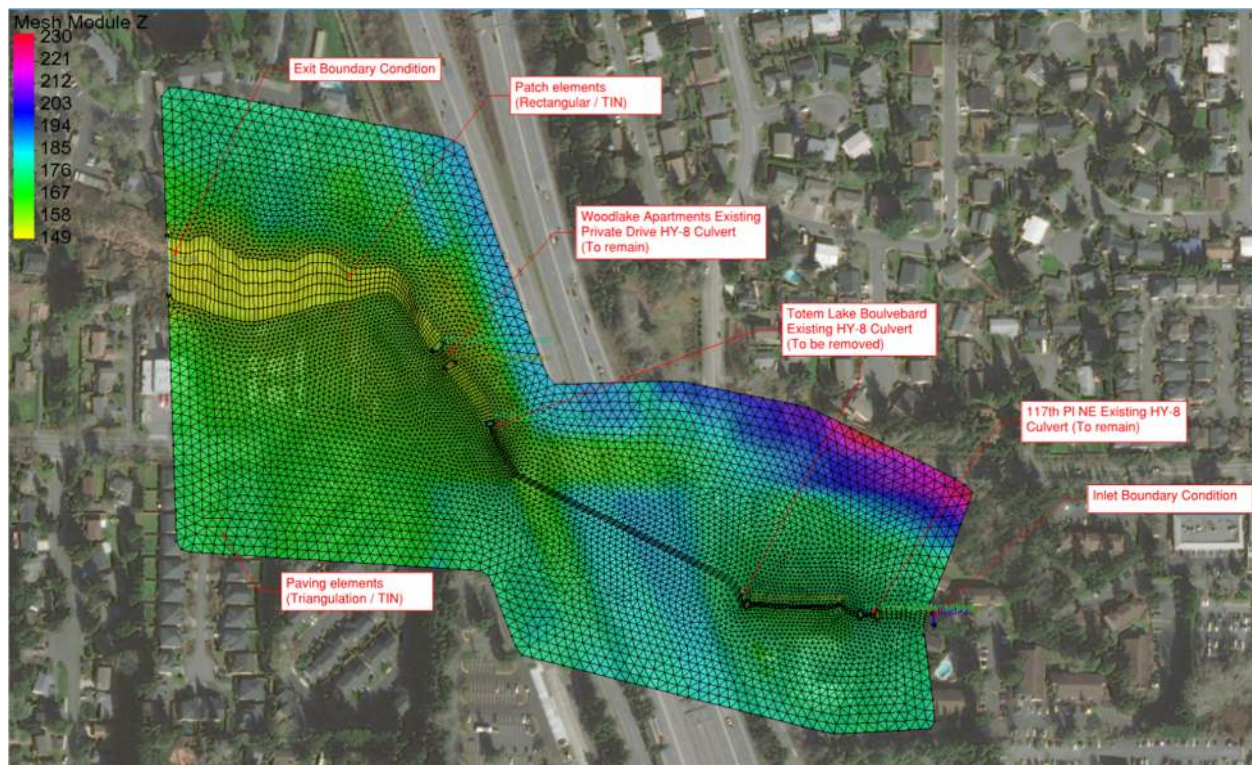 Mesh Module Z
230
221
212
203
194
185
176
167
158
149
Exit Boundary Condition
Patch elements
(Rectangular / TIN)
Woodlake Apartments Existing
Private Drive HY-8 Culvert
(To remain)
Totem Lake Boulvebard
Existing HY-8 Culvert
(To be removed)
117th Pl NE Existing HY-8
Culvert (To remain)
Inlet Boundary Condition
Paving elements
(Triangulation / TIN)